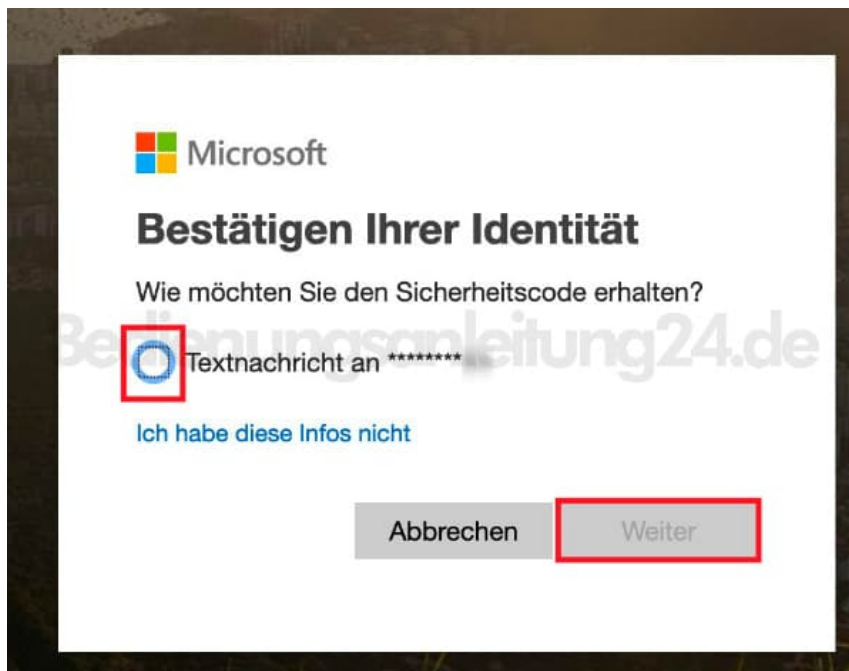 Microsoft
Bestätigen Ihrer Identität
Wie möchten Sie den Sicherheitscode erhalten?
Bedienungsanleitung24.de
Textnachricht an ********
Ich habe diese Infos nicht
Abbrechen
Weiter